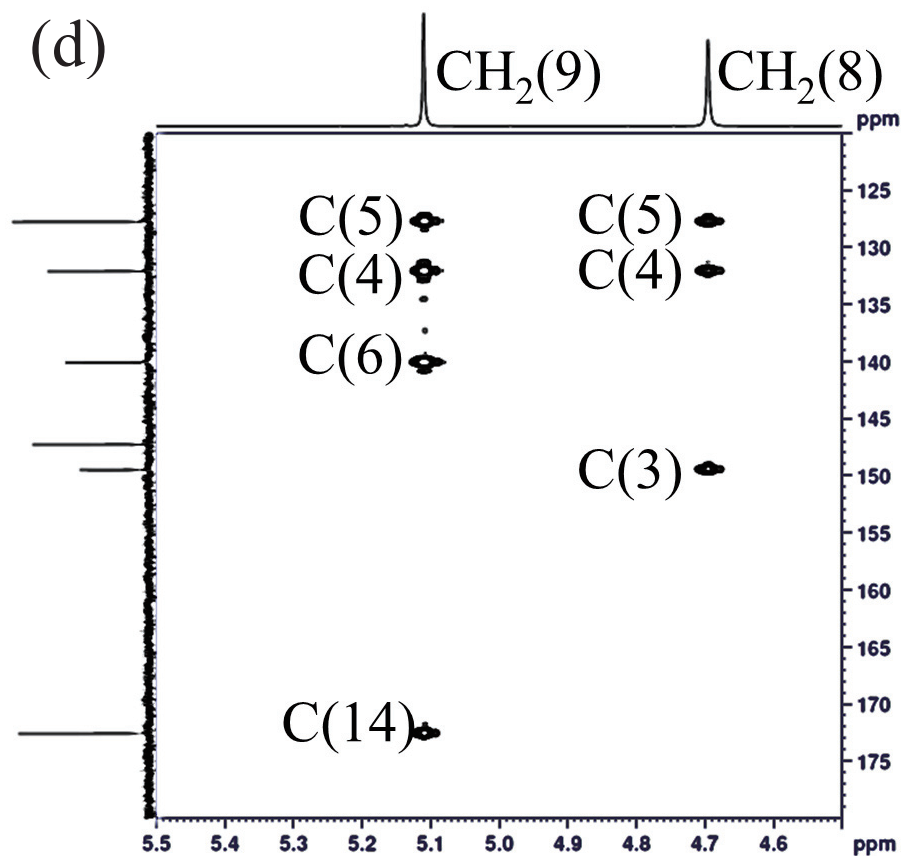 (d)
CH₂(9) CH₂(8)
ppm
C(5) C(5) 125
130
C(4) C(4)
135
C(6) 140
145
C(3) 150
155
160
165
170
C(14)
175
5.5 5.4 5.3 5.2 5.1 5.0 4.9 4.8 4.7 4.6 ppm